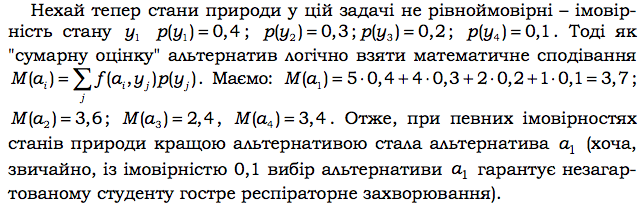 Нехай тепер стани природи у цій задачі не рівноймовірні – імовір-
ність стану y₁ p(y₁) = 0,4; p(y₂) = 0,3; p(y₃) = 0,2; p(y₄) = 0,1. Тоді як
"сумарну оцінку" альтернатив логічно взяти математичне сподівання
M(aᵢ) = ∑ⱼ f(aᵢ,yⱼ)p(yⱼ). Маємо: M(a₁) = 5·0,4 + 4·0,3 + 2·0,2 + 1·0,1 = 3,7;
M(a₂) = 3,6; M(a₃) = 2,4, M(a₄) = 3,4. Отже, при певних імовірностях
станів природи кращою альтернативою стала альтернатива a₁ (хоча,
звичайно, із імовірністю 0,1 вибір альтернативи a₁ гарантує незагар-
тованому студенту гостре респіраторне захворювання).